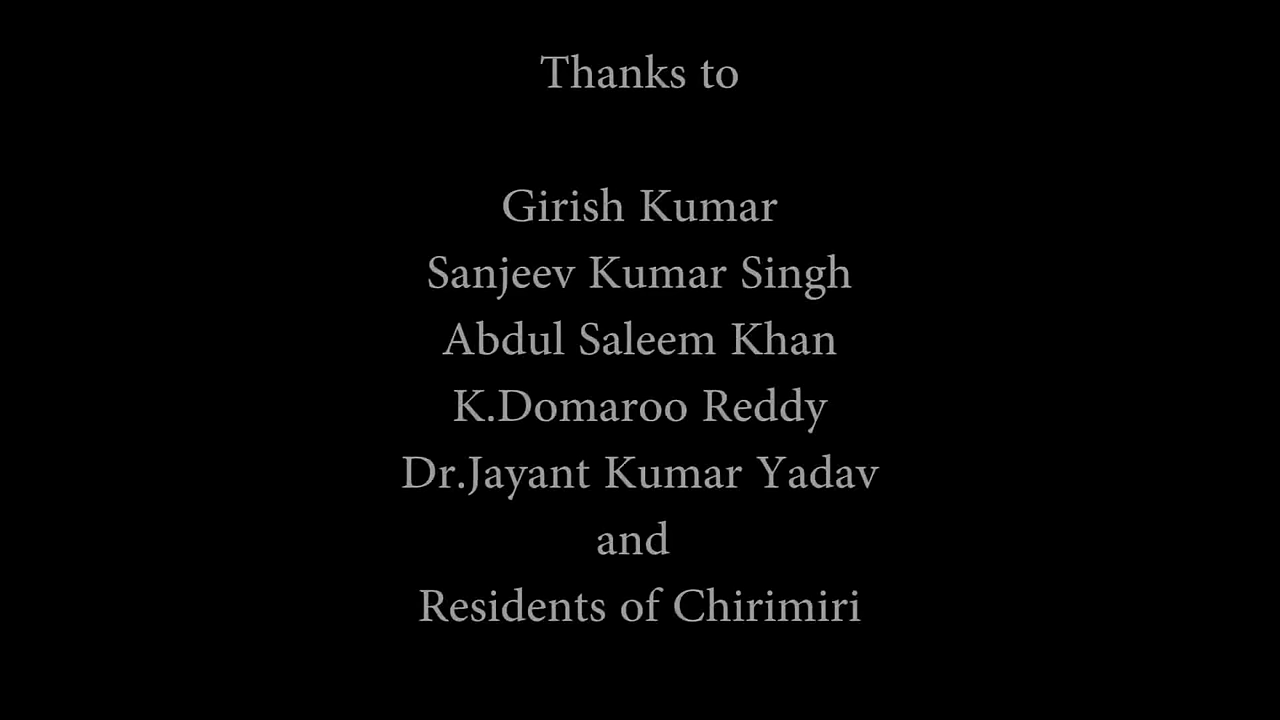 Thanks to
Girish Kumar
Sanjeev Kumar Singh
Abdul Saleem Khan
K.Domaroo Reddy
Dr.Jayant Kumar Yadav
and
Residents of Chirimiri